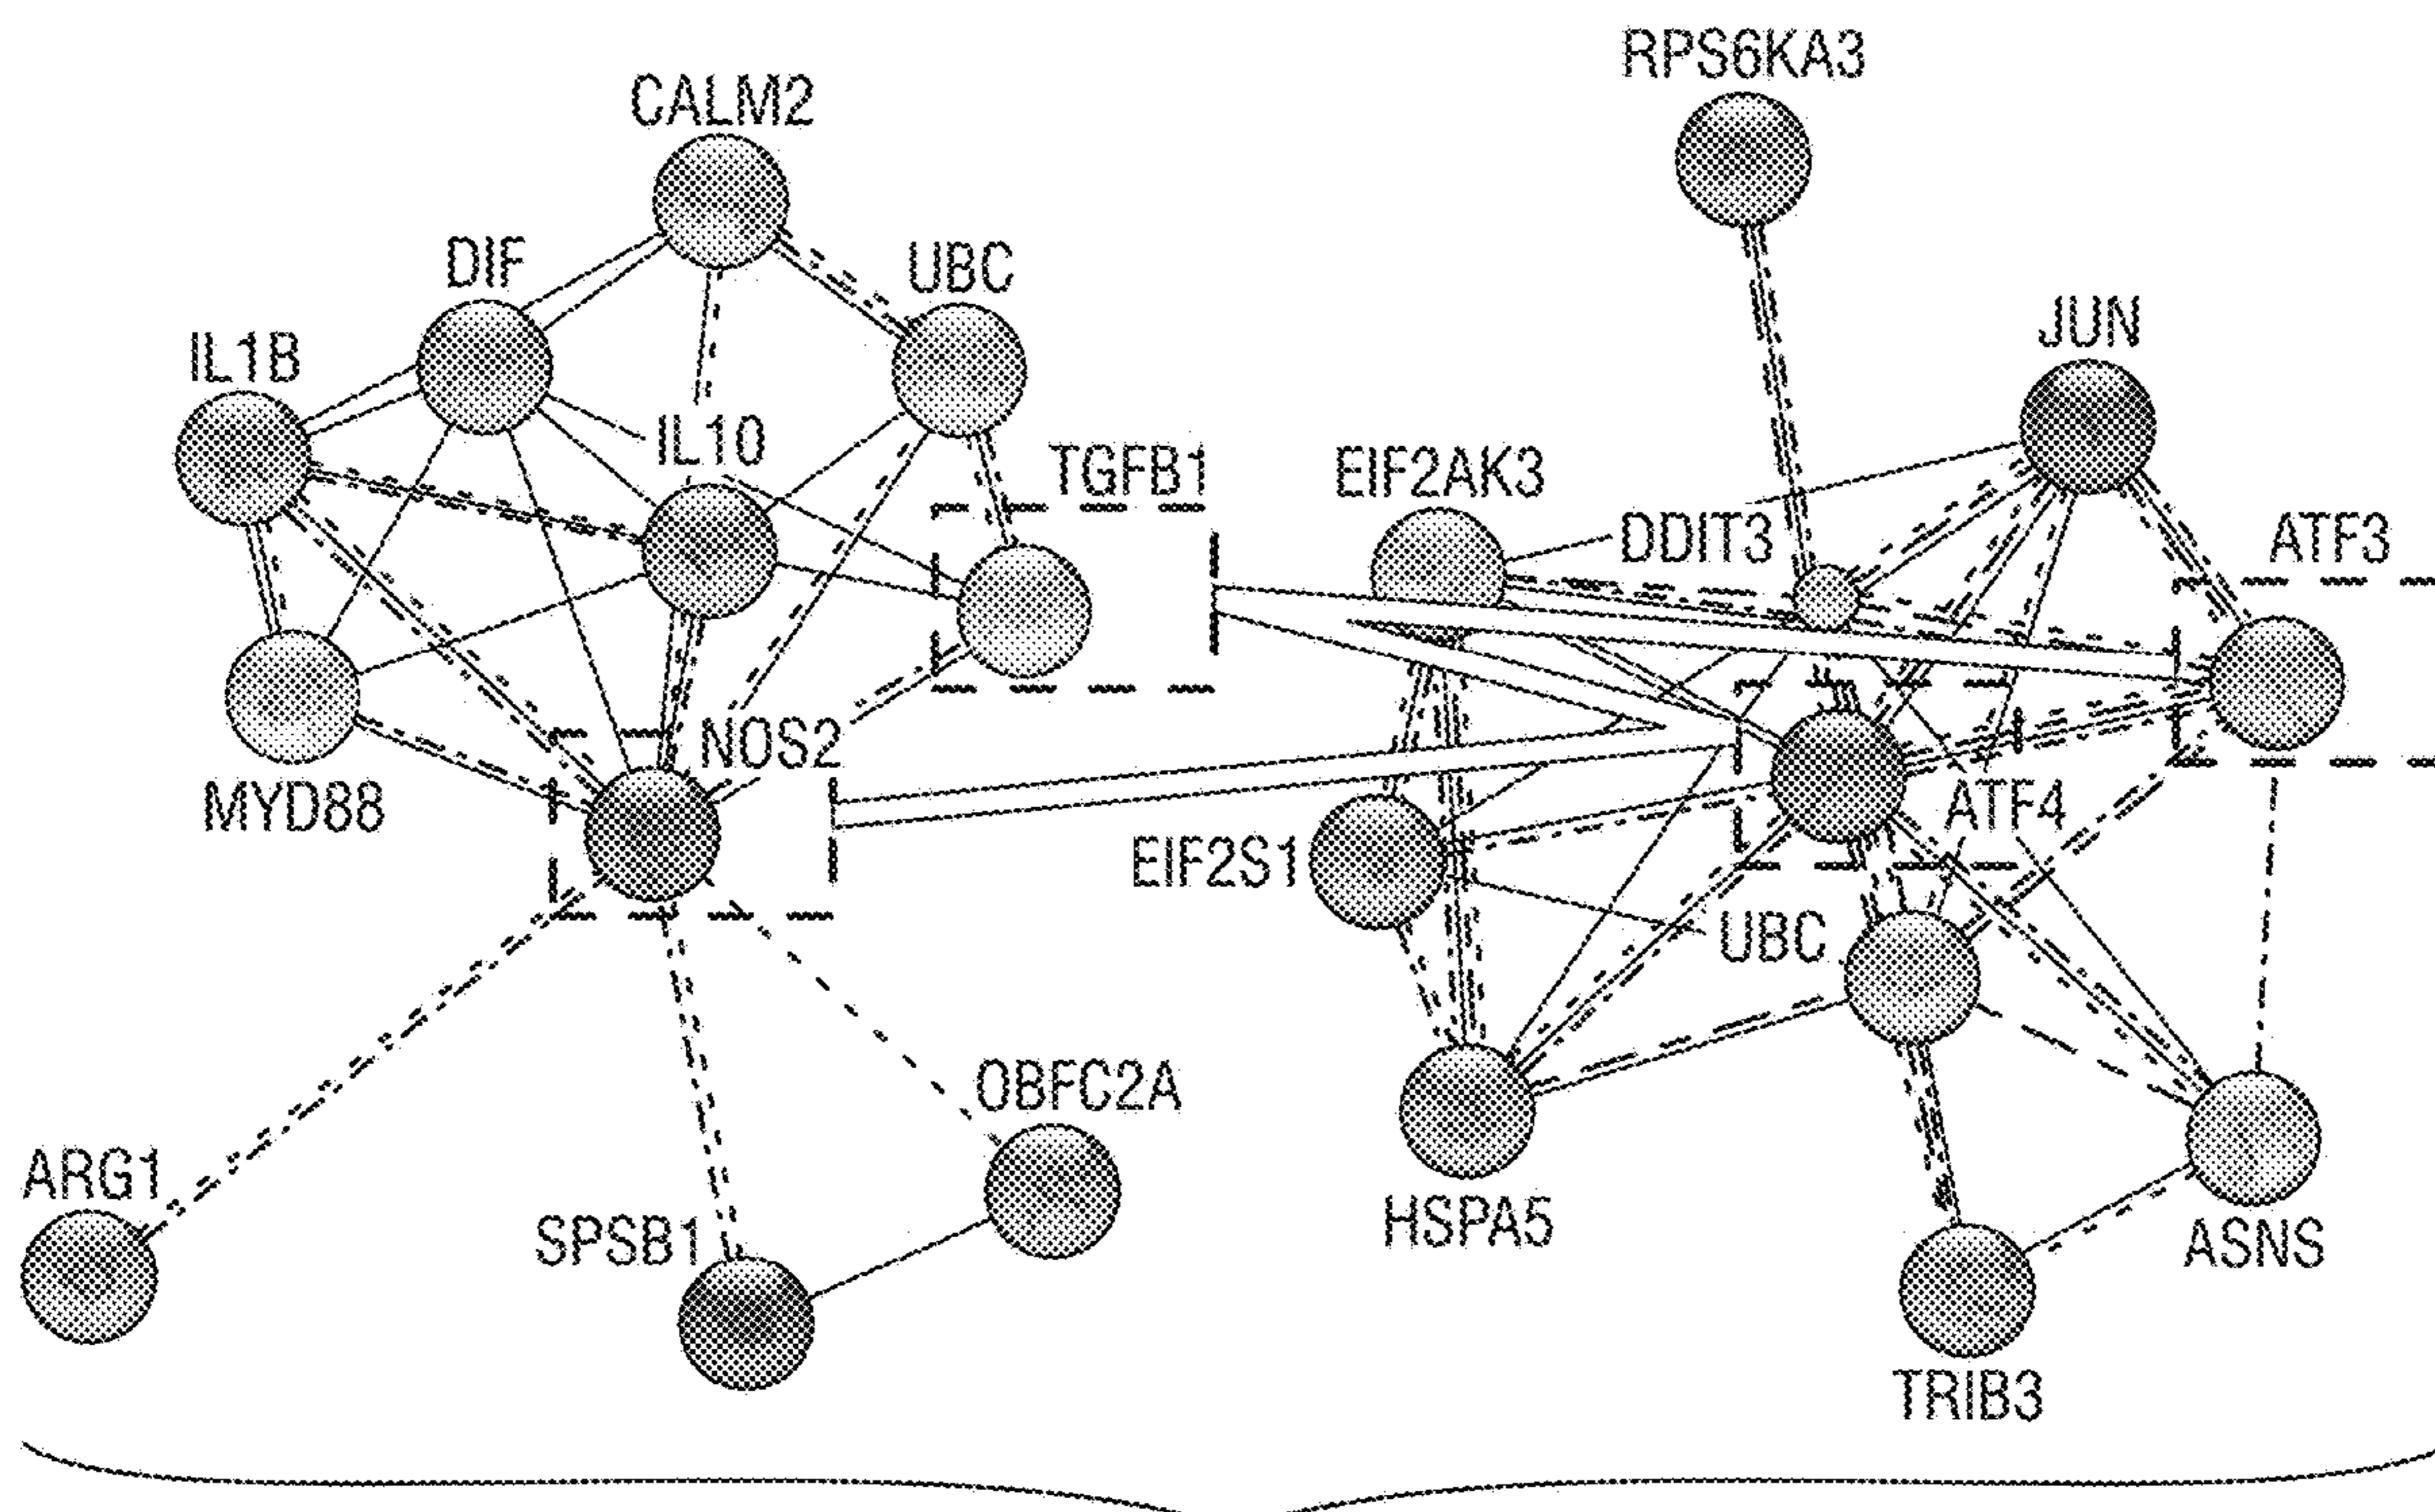 RPS6KA3
CALM2
DIF
UBC
JUN
IL1B
IL10
TGFB1
EIF2AK3
DDIT3
ATF3
NOS2
MYD88
ATF4
EIF2S1
UBC
OBFC2A
ARG1
SPSB1
HSPA5
ASNS
TRIB3